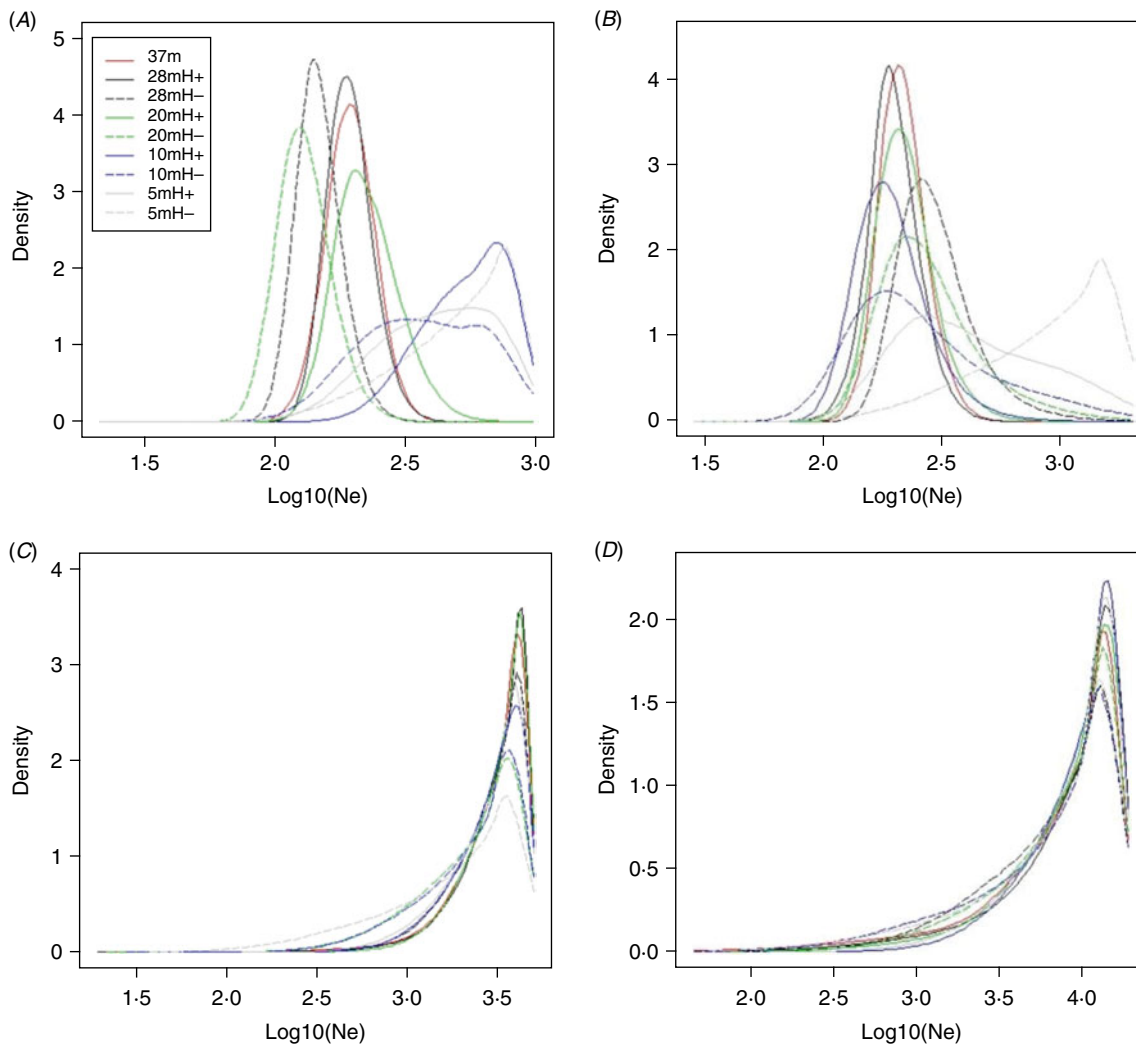 (A)
5
4
3
2
1
0
Density
37m
28mH+
28mH–
20mH+
20mH–
10mH+
10mH–
5mH+
5mH–
1·5 2·0 2·5 3·0
Log10(Ne)
(B)
4
3
2
1
0
Density
1·5 2·0 2·5 3·0
Log10(Ne)
(C)
4
3
2
1
0
Density
1·5 2·0 2·5 3·0 3·5
Log10(Ne)
(D)
2·0
1·5
1·0
0·5
0·0
Density
2·0 2·5 3·0 3·5 4·0
Log10(Ne)